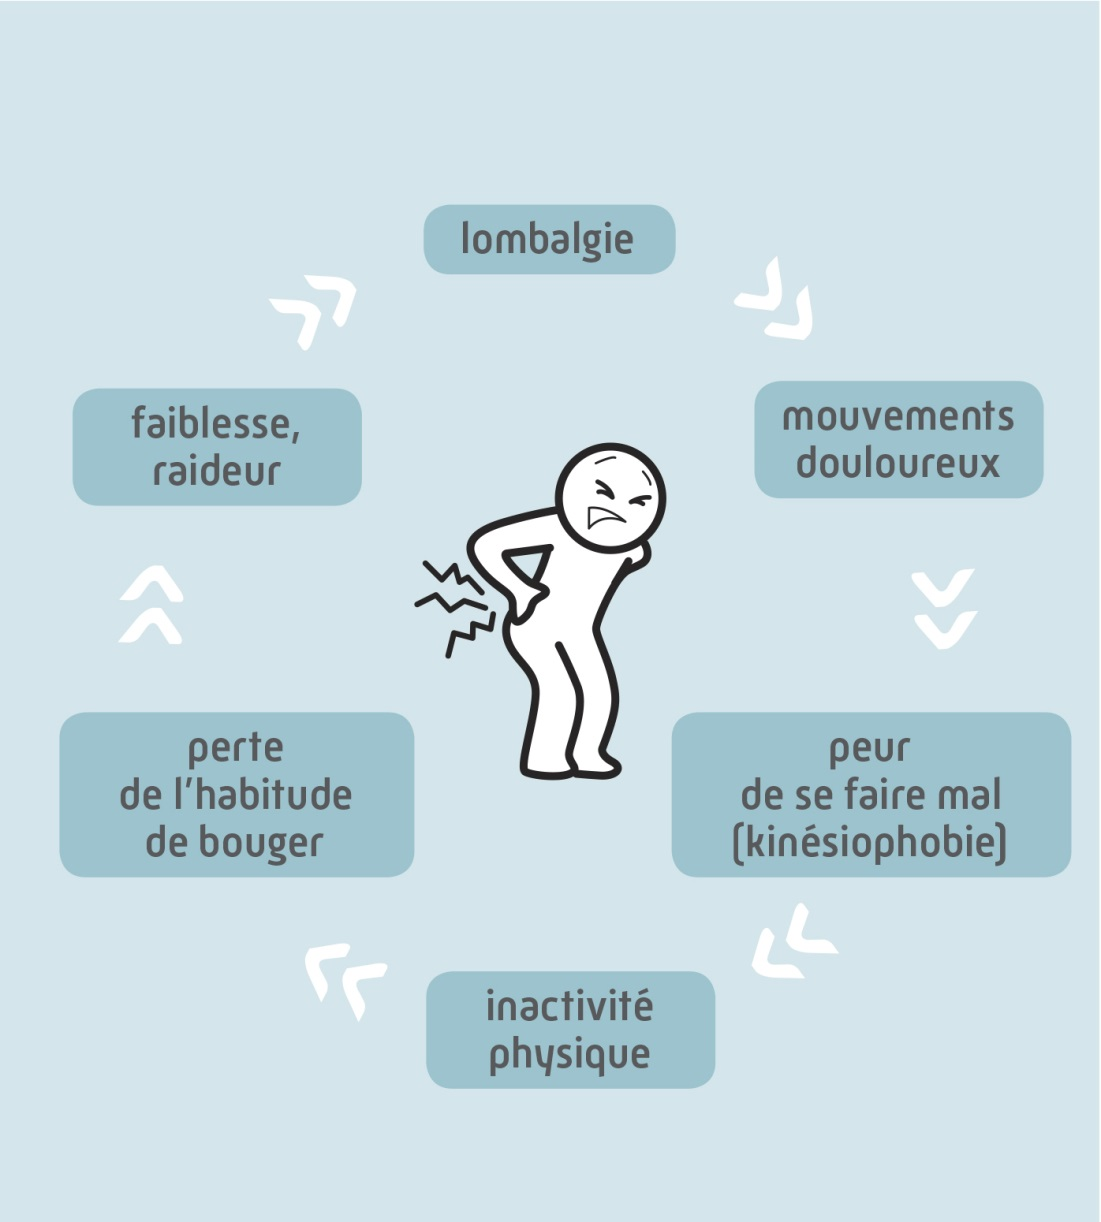 lombalgie
mouvements
douloureux
peur
de se faire mal
(kinésiophobie)
inactivité
physique
perte
de l'habitude
de bouger
faiblesse,
raideur